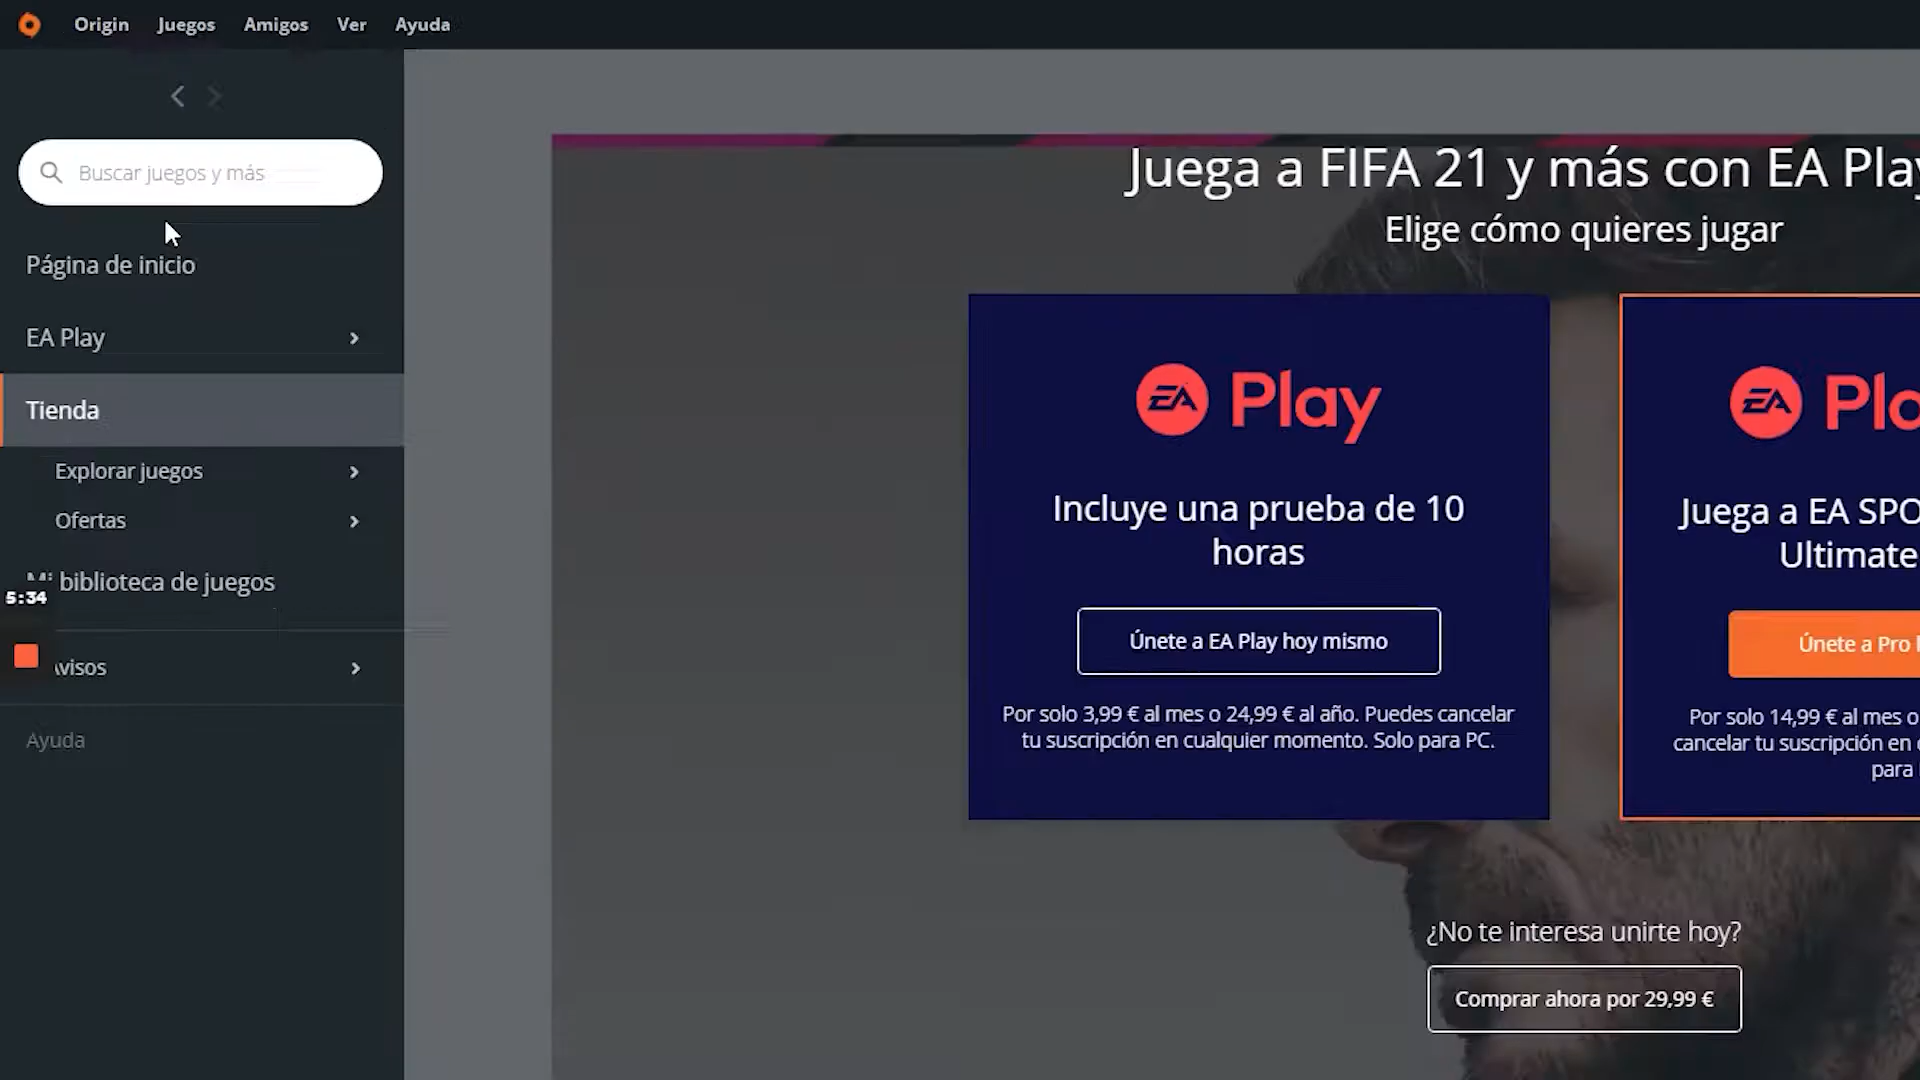 Origin Juegos Amigos Ver Ayuda
Buscar juegos y más
Página de inicio
EA Play
Tienda
Explorar juegos
Ofertas
biblioteca de juegos
5:34
visos
Ayuda
Juega a FIFA 21 y más con EA Play
Elige cómo quieres jugar
EA Play
Incluye una prueba de 10
horas
Únete a EA Play hoy mismo
Por solo 3,99 € al mes o 24,99 € al año. Puedes cancelar
tu suscripción en cualquier momento. Solo para PC.
EA
Juega a EA SPO
Ultimate
Únete a Pro
Por solo 14,99 € al mes o
cancelar tu suscripción en
para
¿No te interesa unirte hoy?
Comprar ahora por 29,99 €